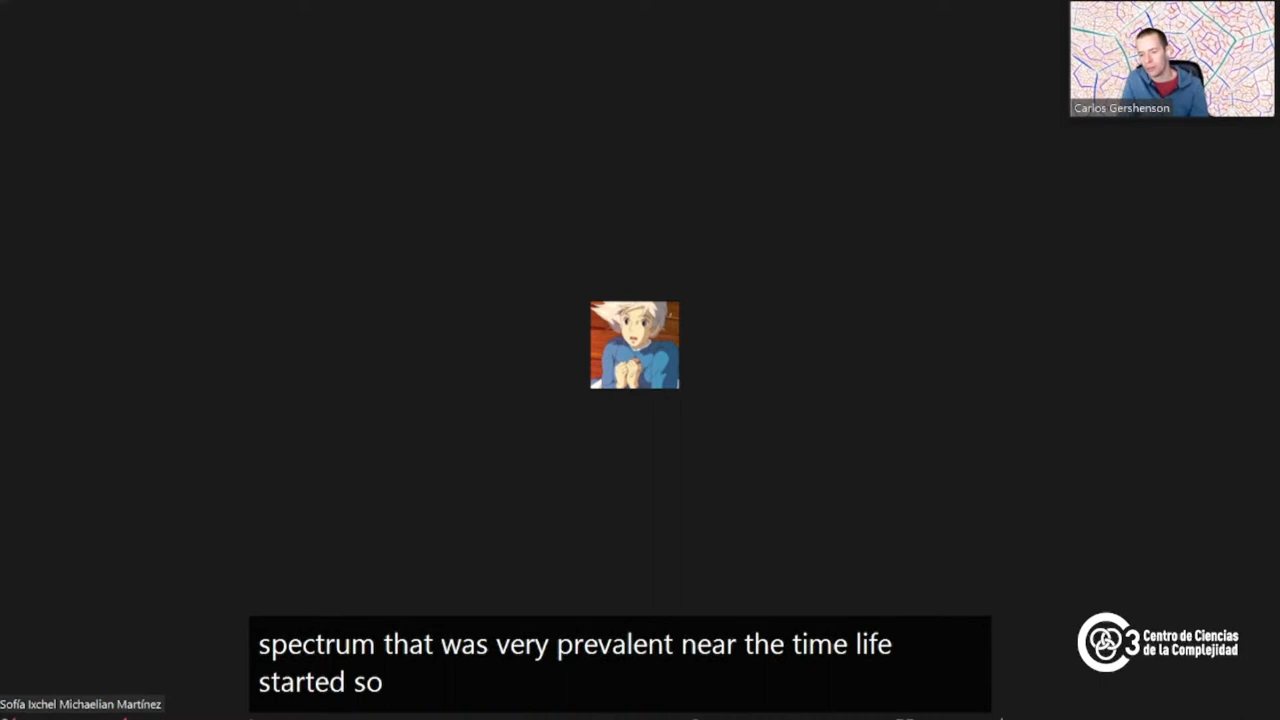 Carlos Gershenson
spectrum that was very prevalent near the time life
started so
3 Centro de Ciencias
de la Complejidad
Sofía Ixchel Michaelian Martínez